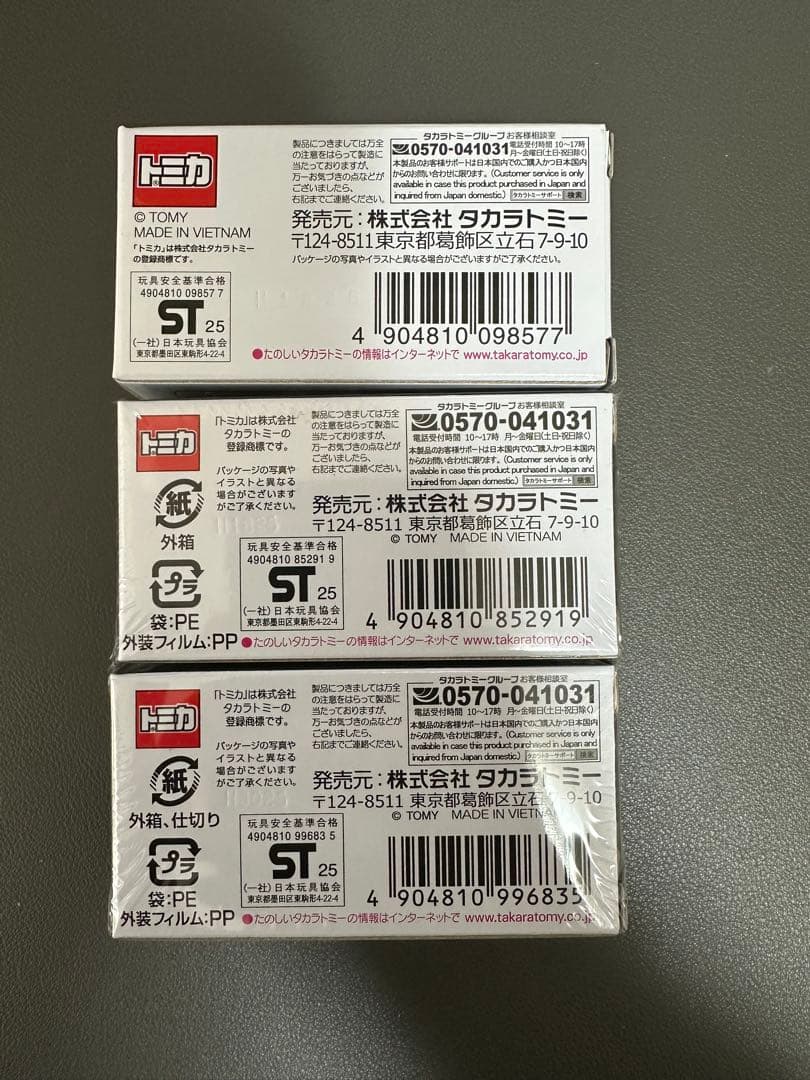 トミカ®
© TOMY
MADE IN VIETNAM
「トミカ」は株式会社タカラトミー
の登録商標です。
製品につきましては万全
の注意をはらって製造に
当たっておりますが、
万一お気づきの点などが
ございましたら、
右記までご連絡ください。
タカラトミーグループ お客様相談室
0570-041031 電話受付時間 10〜17時
月〜金曜日(土日・祝日除く)
本製品のお客様サポートは日本国内でのご購入かつ日本国内
からのお問い合わせに限ります。(Customer service is only
available in case this product purchased in Japan and
inquired from Japan domestic.) タカラトミーサポート 検索
発売元:株式会社 タカラトミー
〒124-8511 東京都葛飾区立石 7-9-10
パッケージの写真やイラストと異なる場合がございますがご了承ください。
玩具安全基準合格
4904810 09857 7
ST 25
(一社)日本玩具協会
東京都墨田区東駒形4-22-4
4 904810 098577
●たのしいタカラトミーの情報はインターネットで www.takaratomy.co.jp
トミカ
「トミカ」は株式会社
タカラトミーの
登録商標です。
パッケージの写真や
イラストと異なる
場合がございます
がご了承ください。
紙
外箱
プラ
袋:PE
外装フィルム:PP
製品につきましては万全
の注意をはらって製造に
当たっておりますが、
万一お気づきの点などが
ございましたら、
右記までご連絡ください。
タカラトミーグループ お客様相談室
0570-041031
電話受付時間 10〜17時 月〜金曜日(土日・祝日除く)
本製品のお客様サポートは日本国内でのご購入かつ日本国内
からのお問い合わせに限ります。(Customer service is only
available in case this product purchased in Japan and
inquired from Japan domestic.) タカラトミーサポート 検索
発売元:株式会社 タカラトミー
〒124-8511 東京都葛飾区立石 7-9-10
© TOMY MADE IN VIETNAM
玩具安全基準合格
4904810 85291 9
ST 25
(一社)日本玩具協会
東京都墨田区東駒形4-22-4
4 904810 852919
●たのしいタカラトミーの情報はインターネットで www.takaratomy.co.jp
トミカ
「トミカ」は株式会社
タカラトミーの
登録商標です。
パッケージの写真や
イラストと異なる
場合がございます
がご了承ください。
紙
外箱、仕切り
プラ
袋:PE
外装フィルム:PP
製品につきましては万全
の注意をはらって製造に
当たっておりますが、
万一お気づきの点などが
ございましたら、
右記までご連絡ください。
タカラトミーグループ お客様相談室
0570-041031
電話受付時間 10〜17時 月〜金曜日(土日・祝日除く)
本製品のお客様サポートは日本国内でのご購入かつ日本国内
からのお問い合わせに限ります。(Customer service is only
available in case this product purchased in Japan and
inquired from Japan domestic.) タカラトミーサポート 検索
発売元:株式会社 タカラトミー
〒124-8511 東京都葛飾区立石 7-9-10
© TOMY MADE IN VIETNAM
玩具安全基準合格
4904810 99683 5
ST 25
(一社)日本玩具協会
東京都墨田区東駒形4-22-4
4 904810 996835
●たのしいタカラトミーの情報はインターネットで www.takaratomy.co.jp